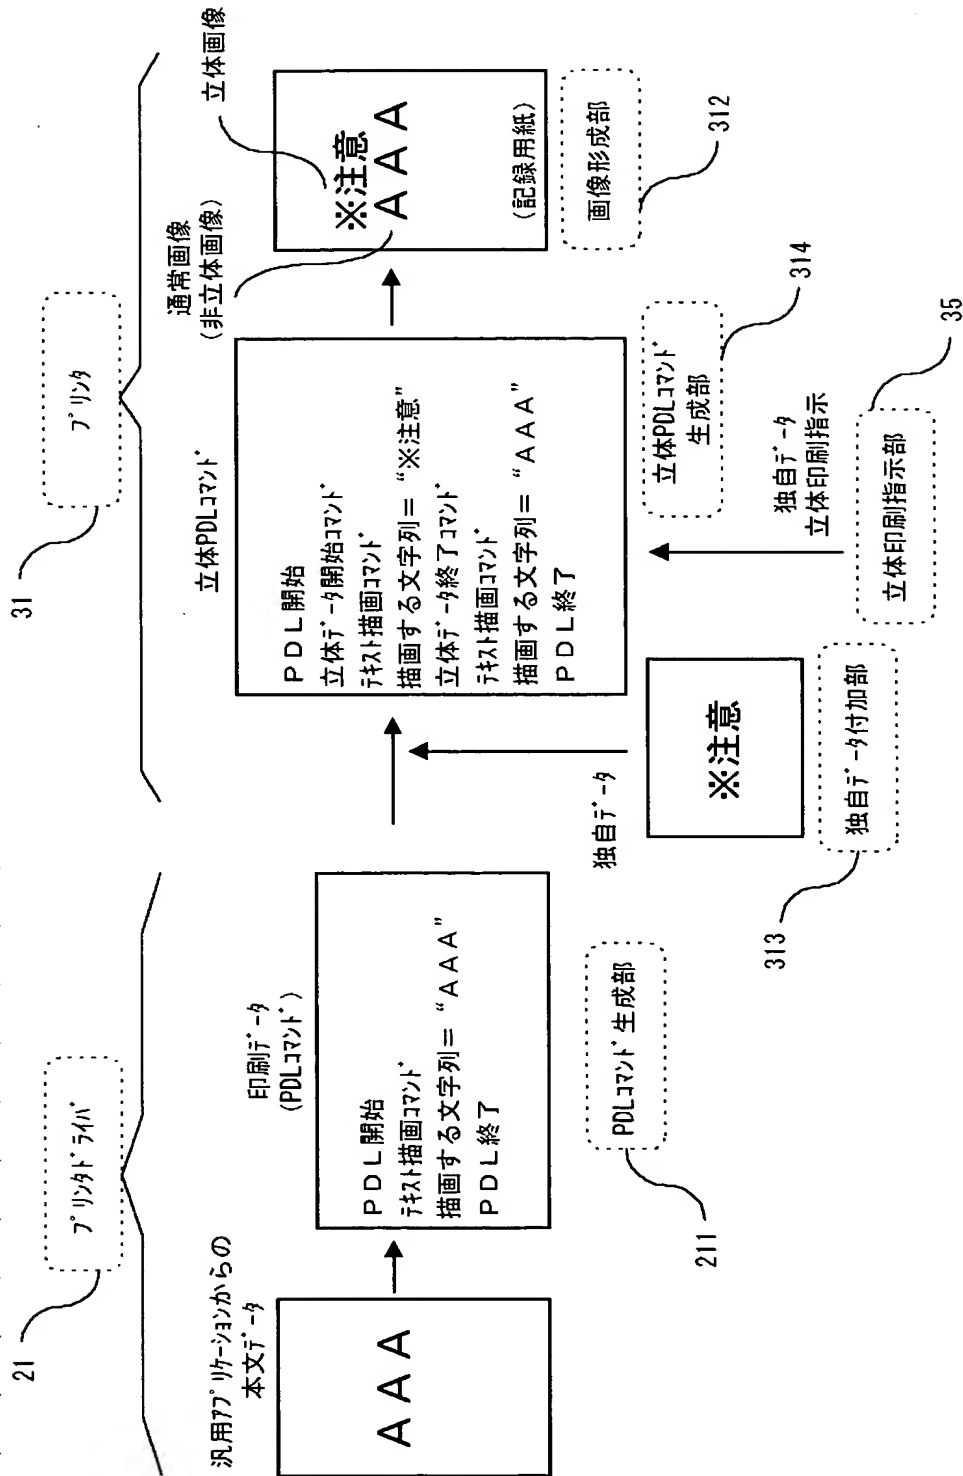 21
プリンタドライバ
31
プリンタ
汎用アプリケーションからの
本文データ
AAA
印刷データ
(PDLコマンド)
PDL開始
テキスト描画コマンド
描画する文字列=“AAA”
PDL終了
PDLコマンド生成部
211
独自データ
※注意
独自データ付加部
313
立体PDLコマンド
PDL開始
立体データ開始コマンド
テキスト描画コマンド
描画する文字列=“※注意”
立体データ終了コマンド
テキスト描画コマンド
描画する文字列=“AAA”
PDL終了
立体PDLコマンド
生成部
314
独自データ
立体印刷指示
立体印刷指示部
35
通常画像
(非立体画像)
立体画像
※注意
AAA
(記録用紙)
画像形成部
312